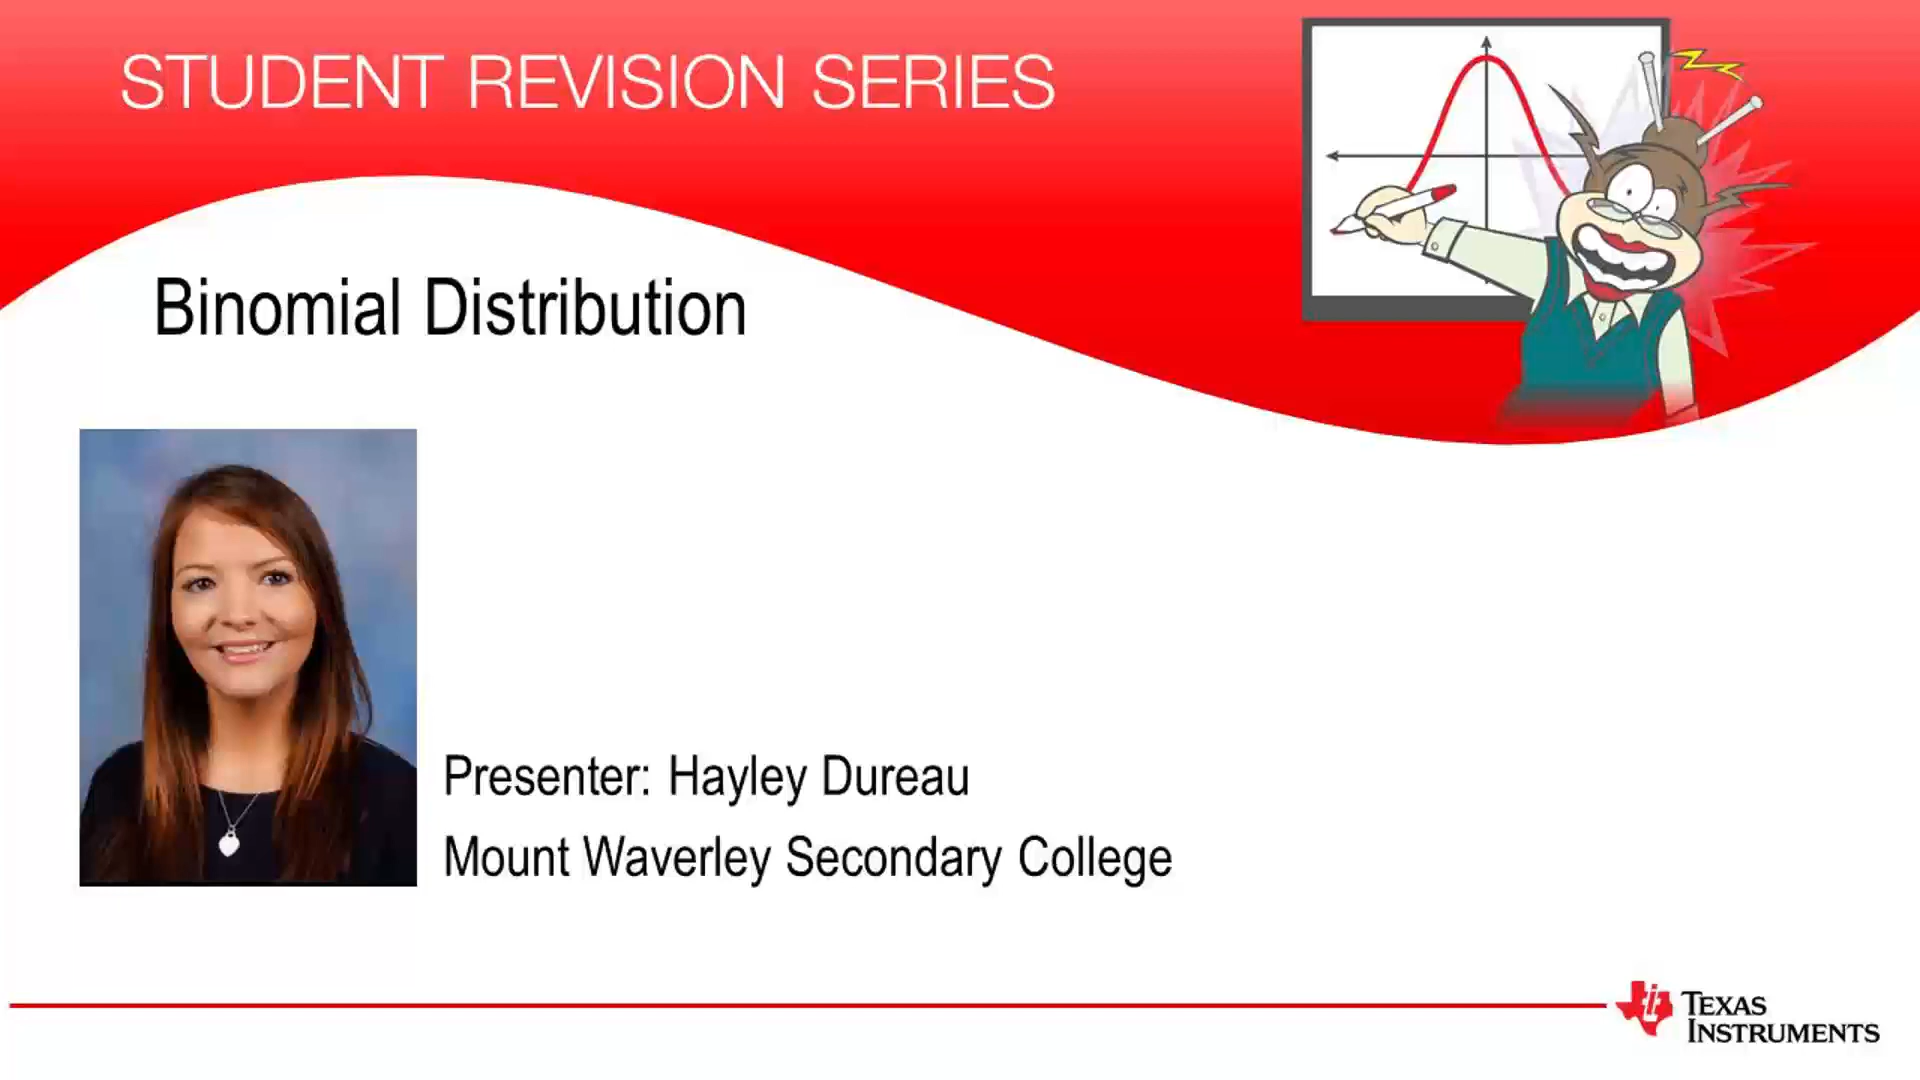 STUDENT REVISION SERIES
Binomial Distribution
Presenter: Hayley Dureau
Mount Waverley Secondary College
TEXAS
INSTRUMENTS